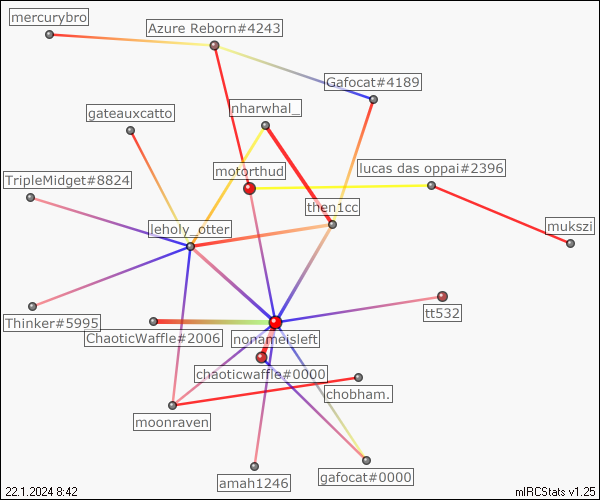 mercurybro
Azure Reborn#4243
Gafocat#4189
nharwhal_
gateauxcatto
motorthud
lucas das oppai#2396
TripleMidget#8824
then1cc
mukszi
leholy_otter
tt532
Thinker#5995
ChaoticWaffle#2006
nonameisleft
chaoticwaffle#0000
chobham.
moonraven
gafocat#0000
amah1246
22.1.2024 8:42
mIRCStats v1.25